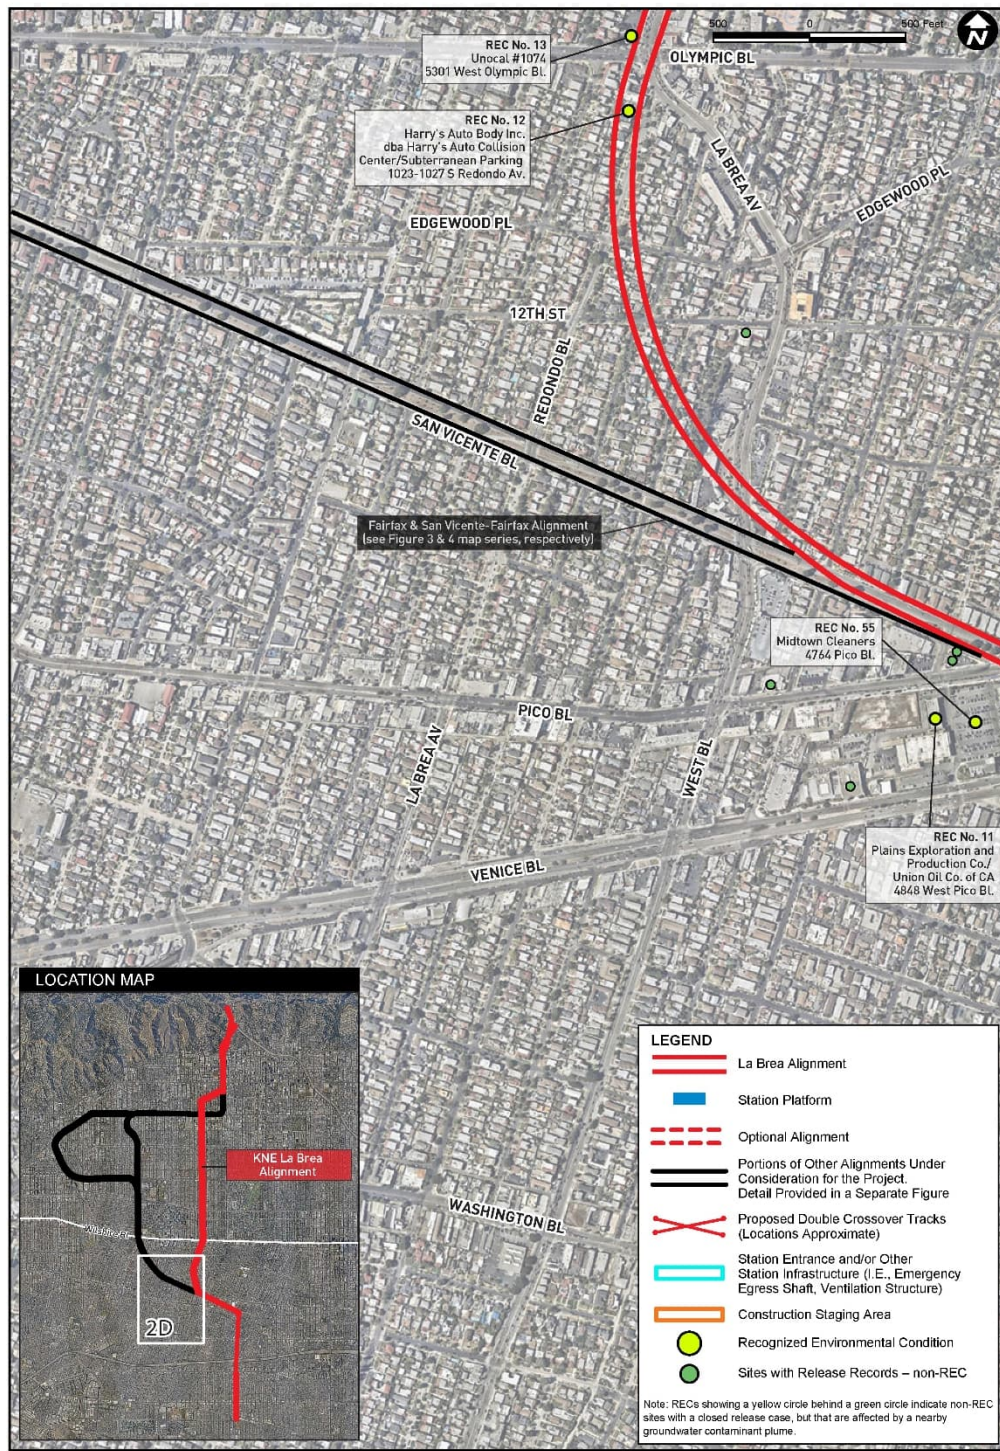 500 0 500 Feet
N
REC No. 13
Unocal #1074
5301 West Olympic Bl.
OLYMPIC BL
REC No. 12
Harry's Auto Body Inc.
dba Harry's Auto Collision
Center/Subterranean Parking
1023-1027 S Redondo Av.
LA BREA AV
EDGEWOOD PL
EDGEWOOD PL
12TH ST
REDONDO BL
SAN VICENTE BL
Fairfax & San Vicente-Fairfax Alignment
(see Figure 3 & 4 map series, respectively)
REC No. 55
Midtown Cleaners
4764 Pico Bl.
PICO BL
LA BREA AV
WEST BL
REC No. 11
Plains Exploration and
Production Co./
Union Oil Co. of CA
4848 West Pico Bl.
VENICE BL
WASHINGTON BL
LOCATION MAP
KNE La Brea
Alignment
Wilshire Bl
2D
LEGEND
La Brea Alignment
Station Platform
Optional Alignment
Portions of Other Alignments Under
Consideration for the Project.
Detail Provided in a Separate Figure
Proposed Double Crossover Tracks
(Locations Approximate)
Station Entrance and/or Other
Station Infrastructure (I.E., Emergency
Egress Shaft, Ventilation Structure)
Construction Staging Area
Recognized Environmental Condition
Sites with Release Records – non-REC
Note: RECs showing a yellow circle behind a green circle indicate non-REC
sites with a closed release case, but that are affected by a nearby
groundwater contaminant plume.